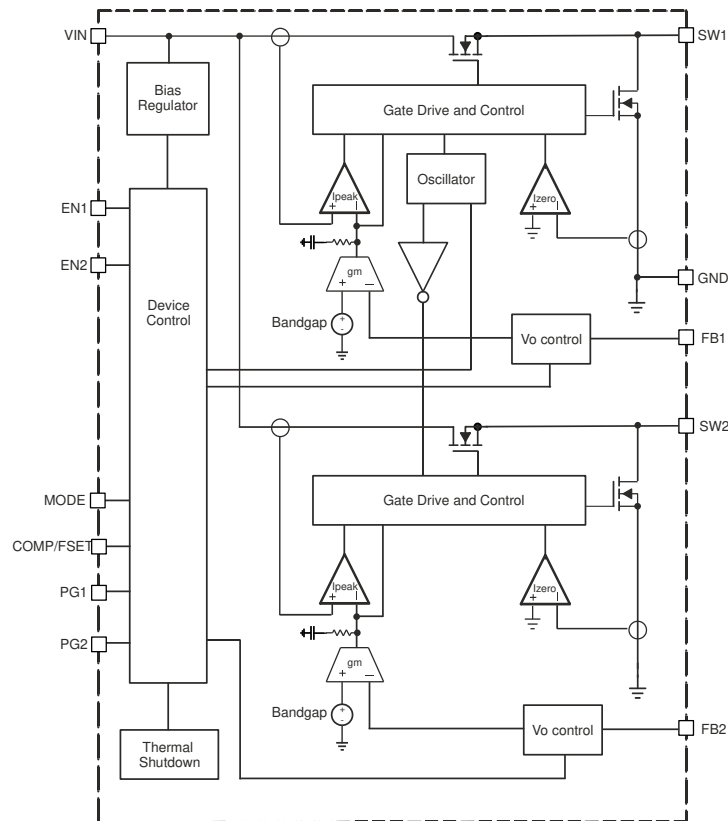 VIN
SW1
Bias
Regulator
Gate Drive and Control
Ipeak
+
Oscillator
Izero
+
EN1
EN2
gm
+ −
GND
Device
Control
Bandgap
+
-
Vo control
FB1
SW2
MODE
Gate Drive and Control
COMP/FSET
Ipeak
+
Izero
+
PG1
PG2
gm
+ −
Bandgap
+
-
Vo control
FB2
Thermal
Shutdown